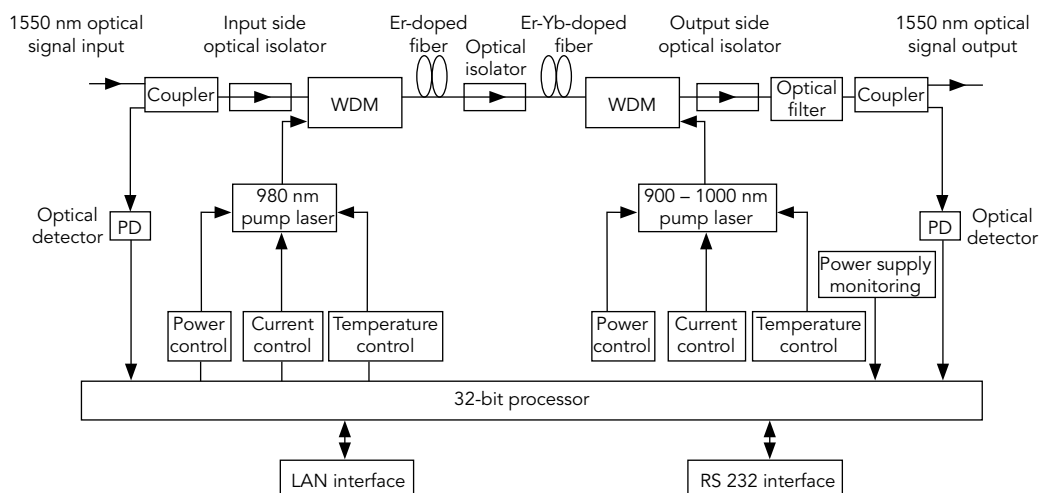 1550 nm optical
signal input
Input side
optical isolator
Er-doped
fiber
Optical
isolator
Er-Yb-doped
fiber
Output side
optical isolator
1550 nm optical
signal output
Coupler
WDM
WDM
Optical
filter
Coupler
980 nm
pump laser
900 – 1000 nm
pump laser
Optical
detector
PD
PD
Optical
detector
Power supply
monitoring
Power
control
Current
control
Temperature
control
Power
control
Current
control
Temperature
control
32-bit processor
LAN interface
RS 232 interface